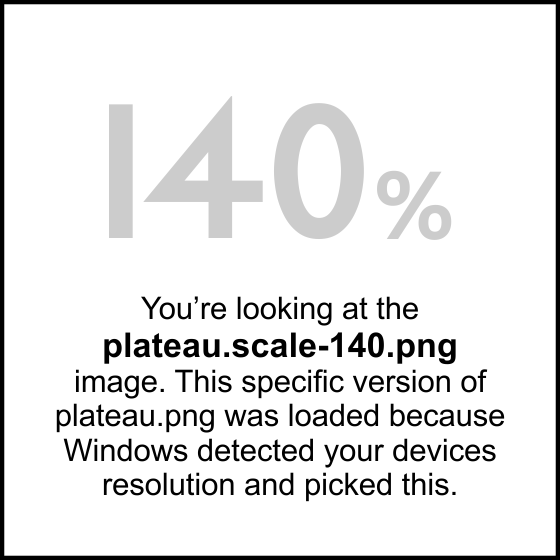 140%
You’re looking at the
plateau.scale-140.png
image. This specific version of
plateau.png was loaded because
Windows detected your devices
resolution and picked this.